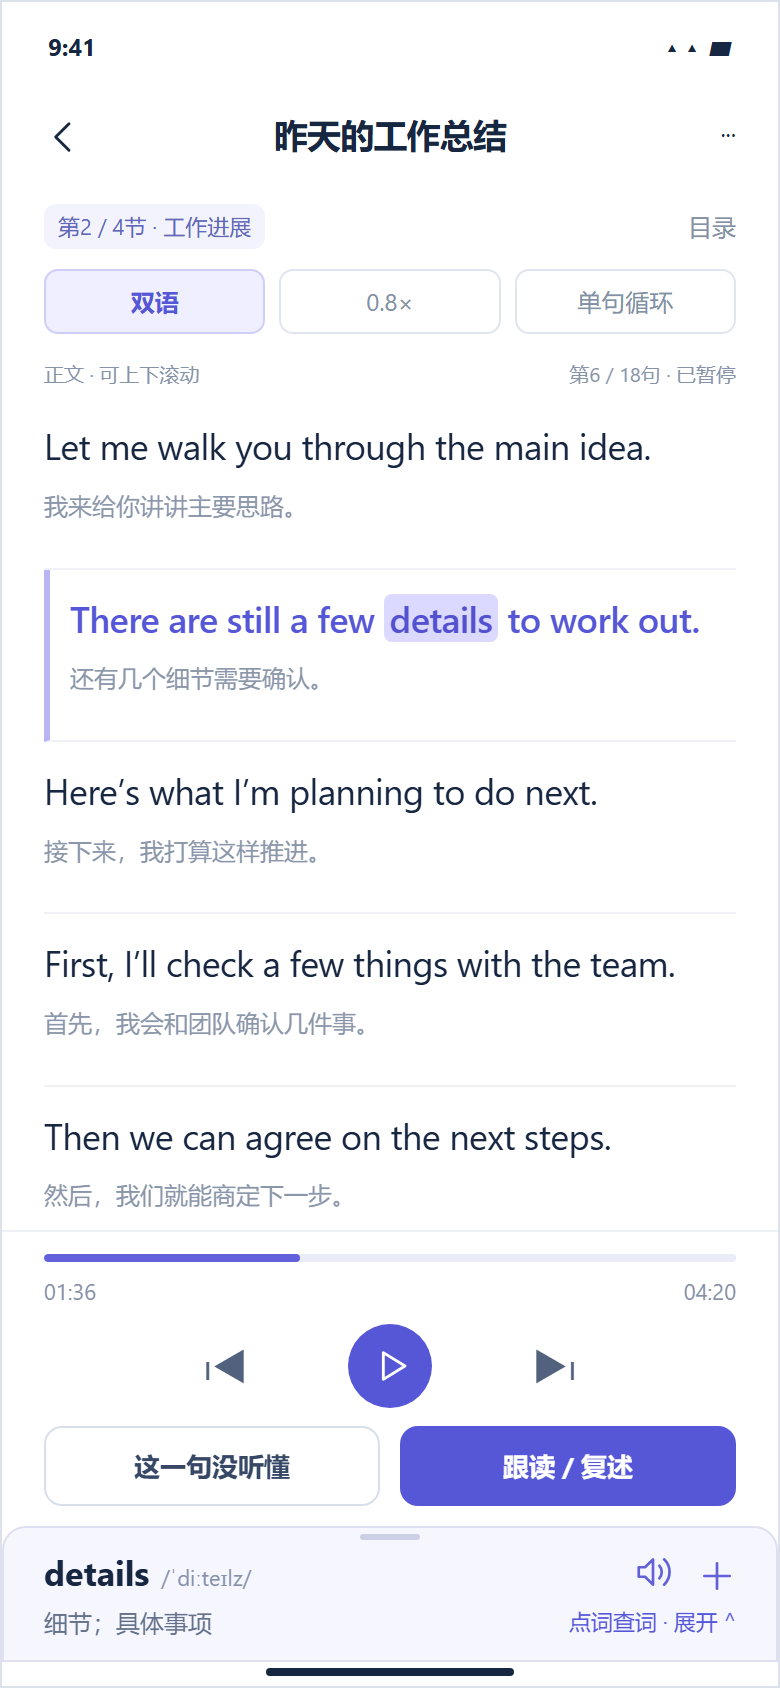 9:41
昨天的工作总结
...
第2 / 4节 · 工作进展
目录
双语
0.8×
单句循环
正文 · 可上下滚动
第6 / 18句 · 已暂停
Let me walk you through the main idea.
我来给你讲讲主要思路。
There are still a few details to work out.
还有几个细节需要确认。
Here’s what I’m planning to do next.
接下来，我打算这样推进。
First, I’ll check a few things with the team.
首先，我会和团队确认几件事。
Then we can agree on the next steps.
然后，我们就能商定下一步。
01:36
04:20
这一句没听懂
跟读 / 复述
details /ˈdiːteɪlz/
细节；具体事项
点词查词 · 展开 ^